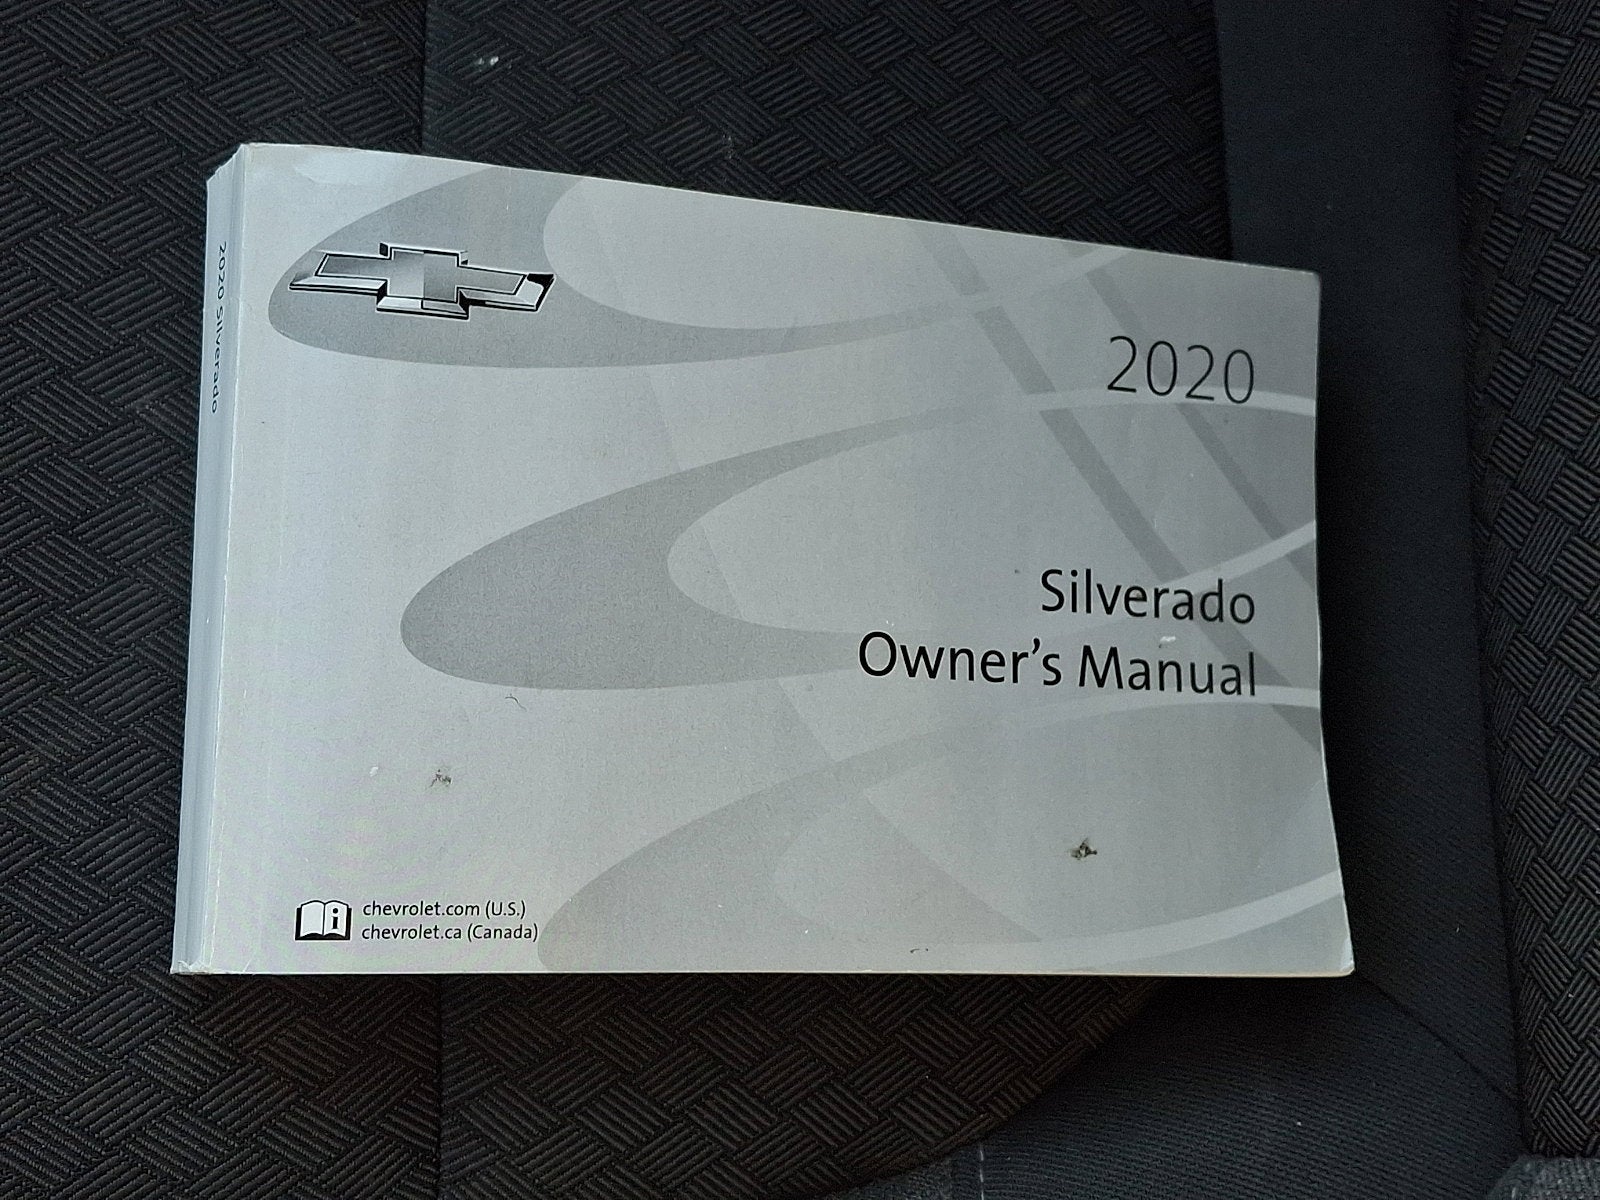 2020 Silverado
2020
Silverado
Owner's Manual
i
chevrolet.com (U.S.)
chevrolet.ca (Canada)